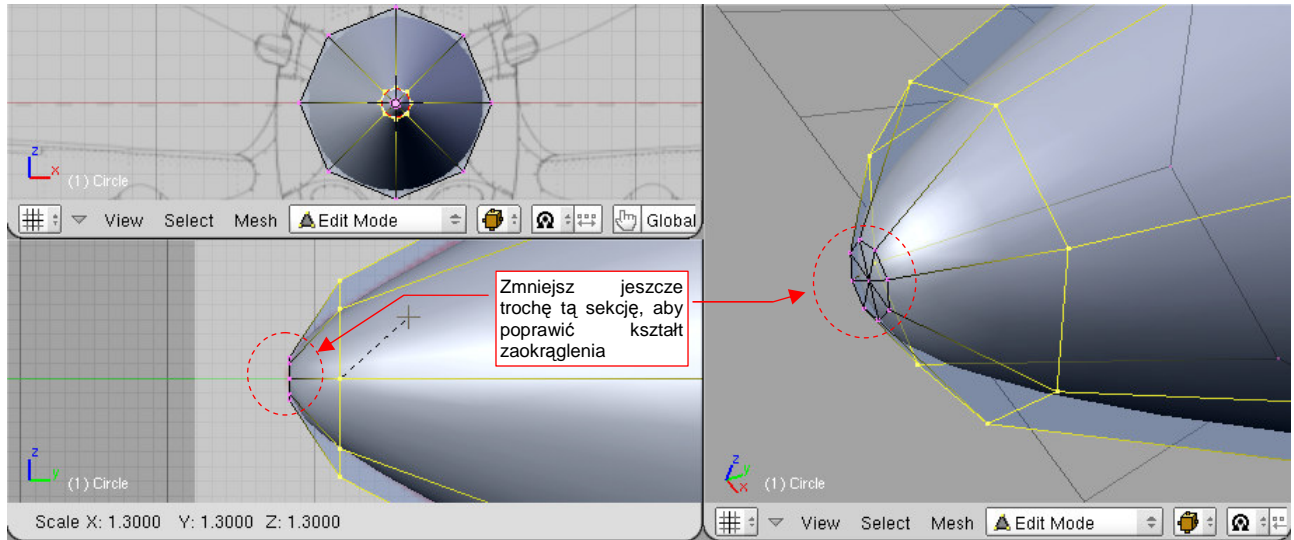 z
x
(1) Circle
View Select Mesh Edit Mode Global
Zmniejsz jeszcze
trochę tą sekcję, aby
poprawić kształt
zaokrąglenia
z
y
(1) Circle
Scale X: 1.3000 Y: 1.3000 Z: 1.3000
z
y
x
(1) Circle
View Select Mesh Edit Mode